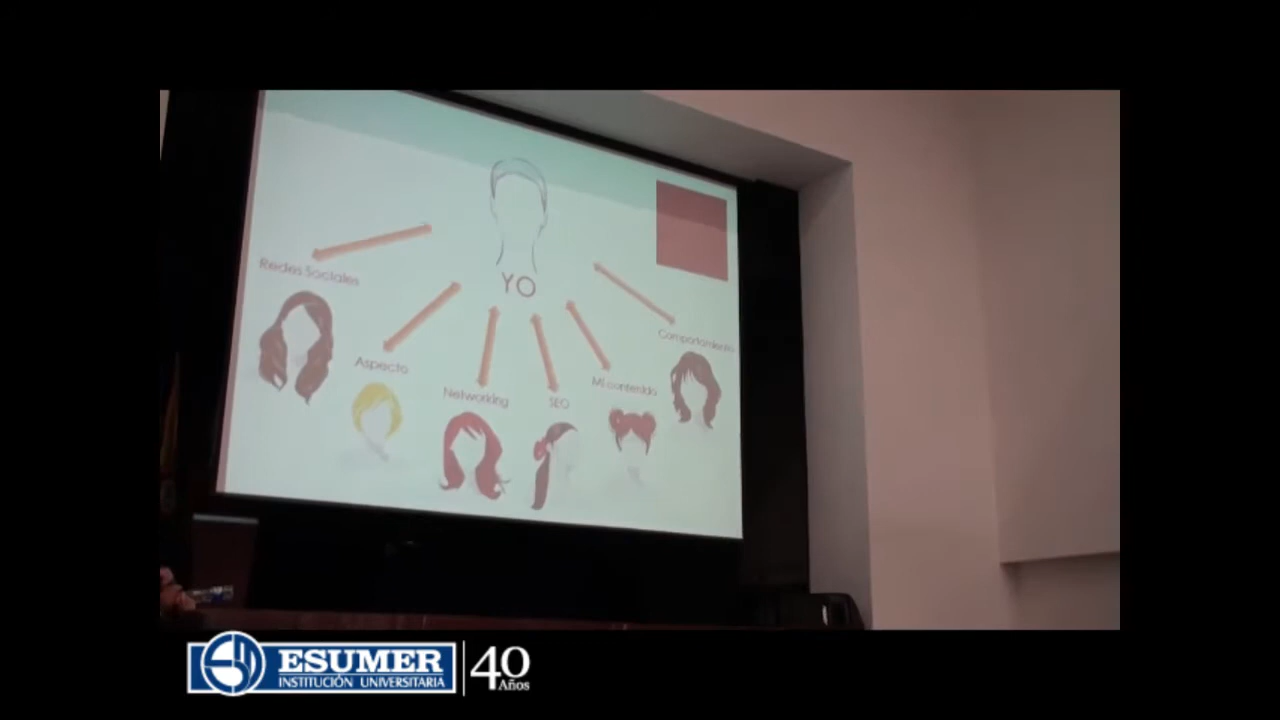 YO
Redes Sociales
Aspecto
Networking
SEO
Mi contenido
Comportamiento
ESUMER
INSTITUCIÓN UNIVERSITARIA
40
Años